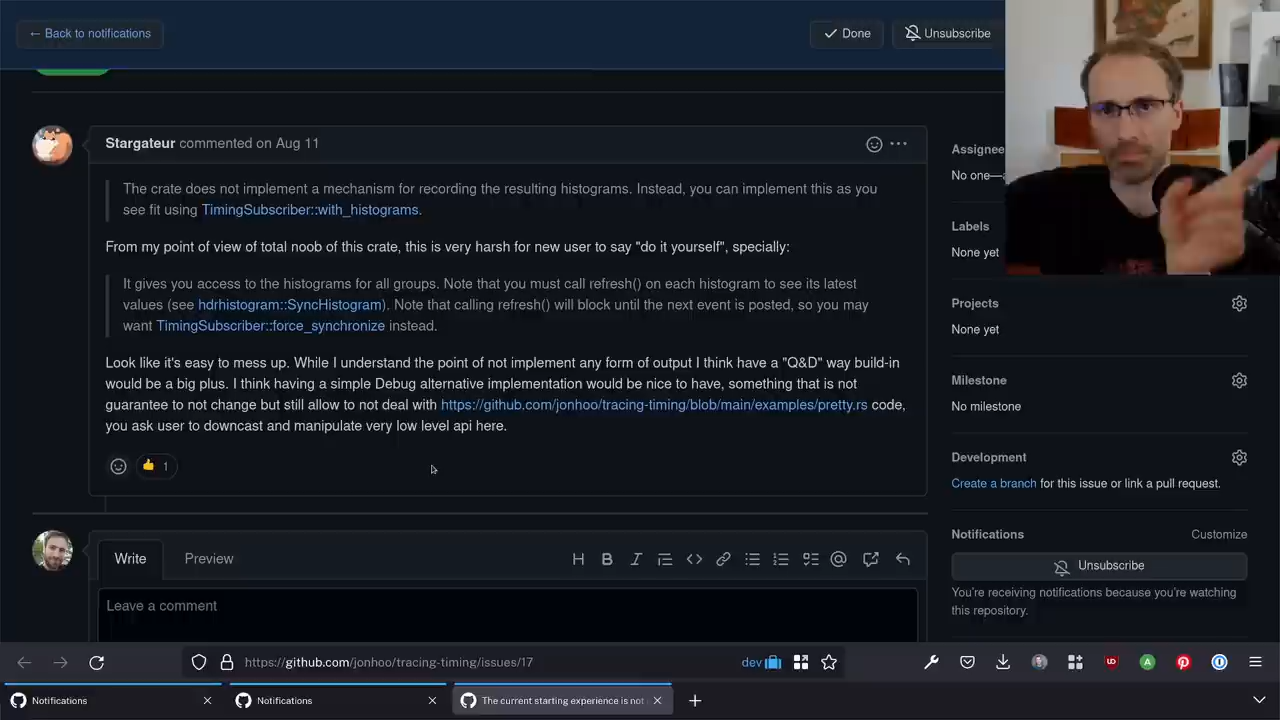 ← Back to notifications
Done
Unsubscribe
Stargateur commented on Aug 11
The crate does not implement a mechanism for recording the resulting histograms. Instead, you can implement this as you
see fit using TimingSubscriber::with_histograms.
From my point of view of total noob of this crate, this is very harsh for new user to say "do it yourself", specially:
It gives you access to the histograms for all groups. Note that you must call refresh() on each histogram to see its latest
values (see hdrhistogram::SyncHistogram). Note that calling refresh() will block until the next event is posted, so you may
want TimingSubscriber::force_synchronize instead.
Look like it's easy to mess up. While I understand the point of not implement any form of output I think have a "Q&D" way build-in
would be a big plus. I think having a simple Debug alternative implementation would be nice to have, something that is not
guarantee to not change but still allow to not deal with https://github.com/jonhoo/tracing-timing/blob/main/examples/pretty.rs code,
you ask user to downcast and manipulate very low level api here.
👍 1
Write
Preview
Leave a comment
Assignee
No one—a
Labels
None yet
Projects
None yet
Milestone
No milestone
Development
Create a branch for this issue or link a pull request.
Notifications
Customize
Unsubscribe
You're receiving notifications because you're watching
this repository.
https://github.com/jonhoo/tracing-timing/issues/17
dev
Notifications
Notifications
The current starting experience is not